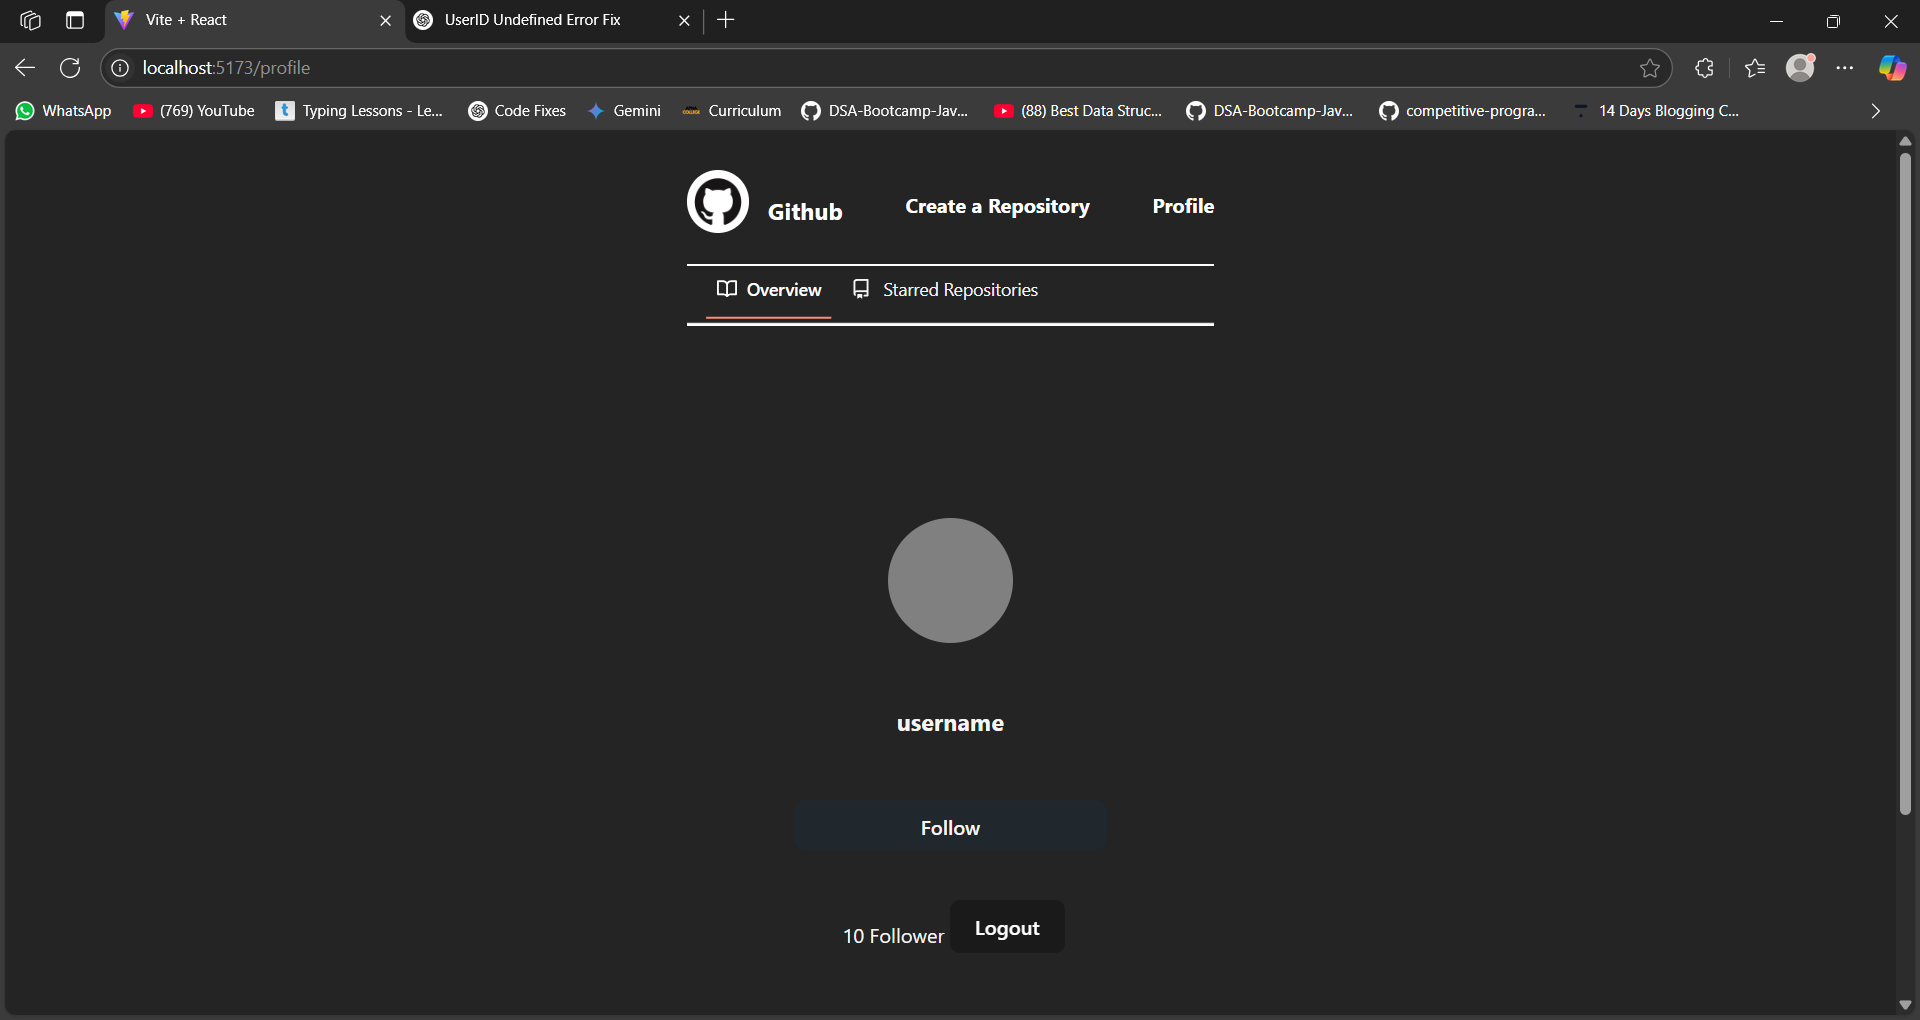 Vite + React
UserID Undefined Error Fix
localhost:5173/profile
WhatsApp
(769) YouTube
Typing Lessons - Le...
Code Fixes
Gemini
Curriculum
DSA-Bootcamp-Jav...
(88) Best Data Struc...
DSA-Bootcamp-Jav...
competitive-progra...
14 Days Blogging C...
Github
Create a Repository
Profile
Overview
Starred Repositories
username
Follow
10 Follower
Logout